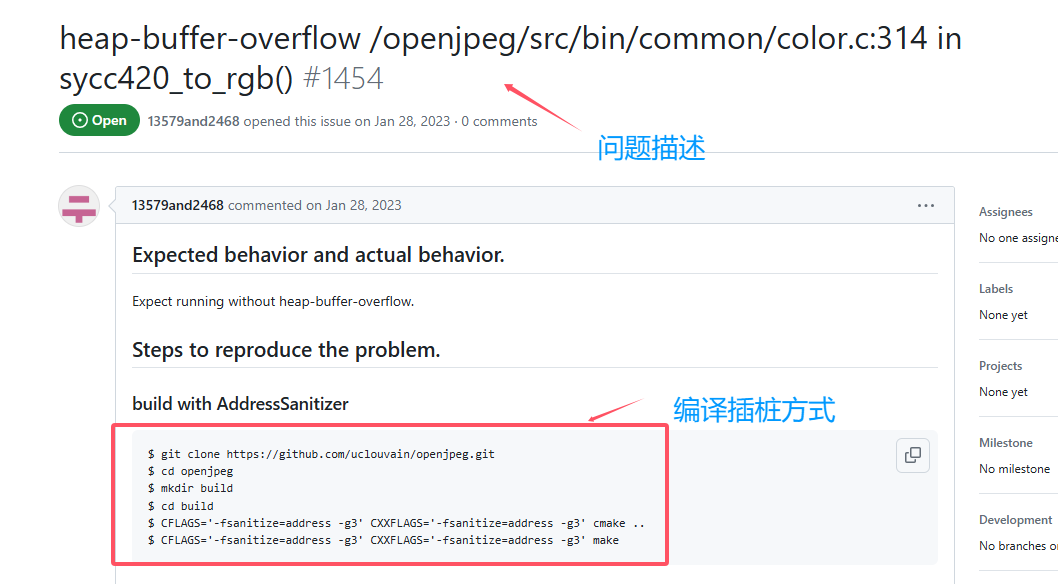 heap-buffer-overflow /openjpeg/src/bin/common/color.c:314 in
sycc420_to_rgb() #1454
Open
13579and2468 opened this issue on Jan 28, 2023 · 0 comments
问题描述
13579and2468 commented on Jan 28, 2023
Expected behavior and actual behavior.
Expect running without heap-buffer-overflow.
Steps to reproduce the problem.
build with AddressSanitizer
编译插桩方式
$ git clone https://github.com/uclouvain/openjpeg.git
$ cd openjpeg
$ mkdir build
$ cd build
$ CFLAGS='-fsanitize=address -g3' CXXFLAGS='-fsanitize=address -g3' cmake ..
$ CFLAGS='-fsanitize=address -g3' CXXFLAGS='-fsanitize=address -g3' make
Assignees
No one assigne
Labels
None yet
Projects
None yet
Milestone
No milestone
Development
No branches o